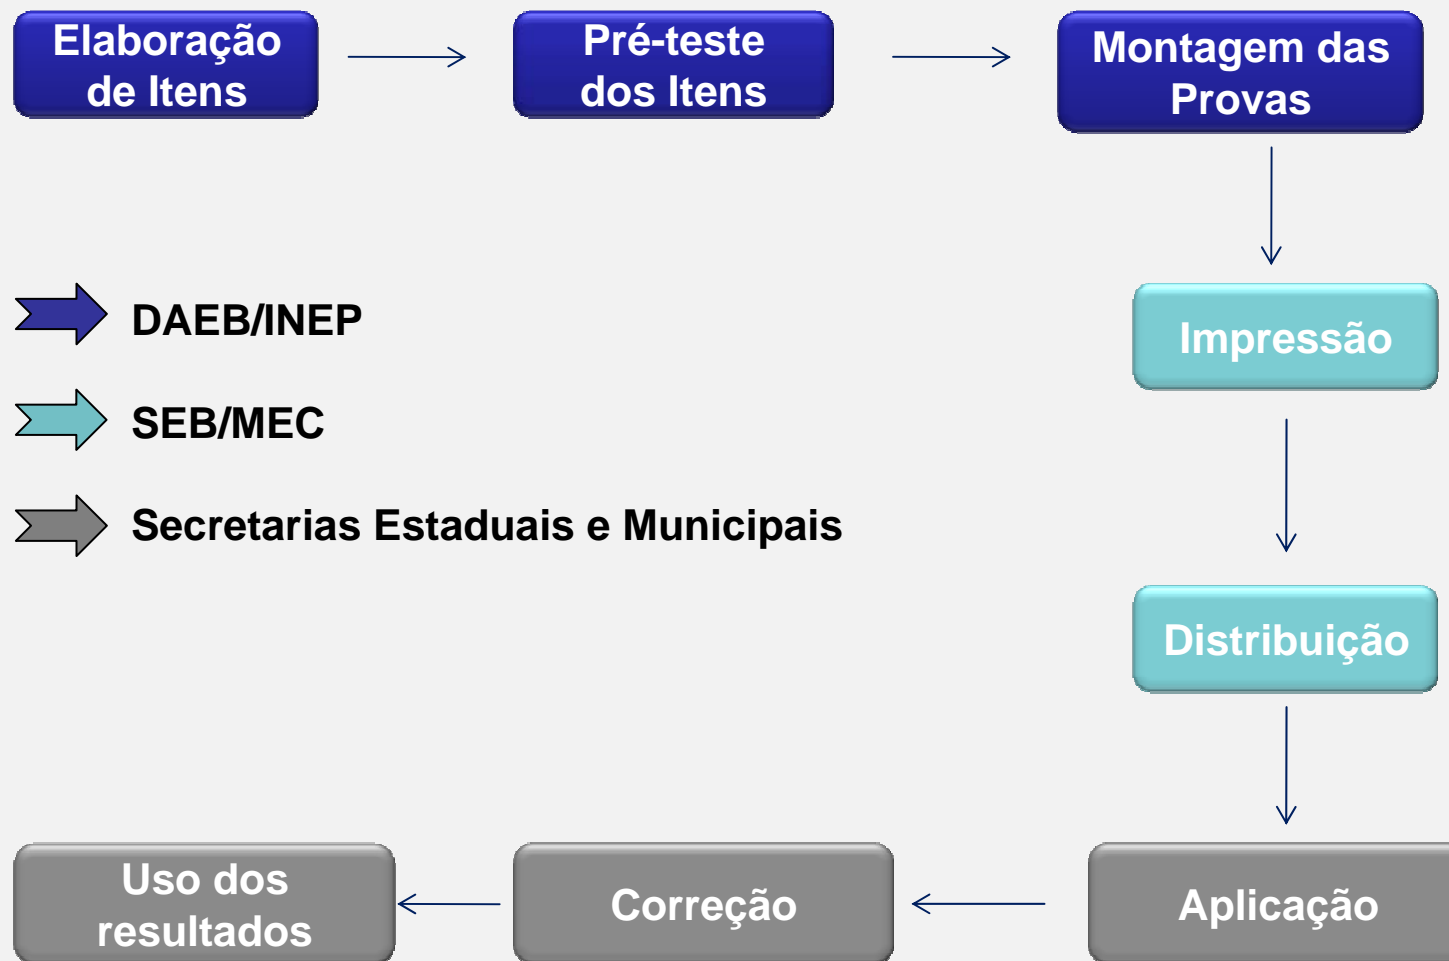 Elaboração
de Itens
Pré-teste
dos Itens
Montagem das
Provas
DAEB/INEP
SEB/MEC
Secretarias Estaduais e Municipais
Impressão
Distribuição
Aplicação
Correção
Uso dos
resultados